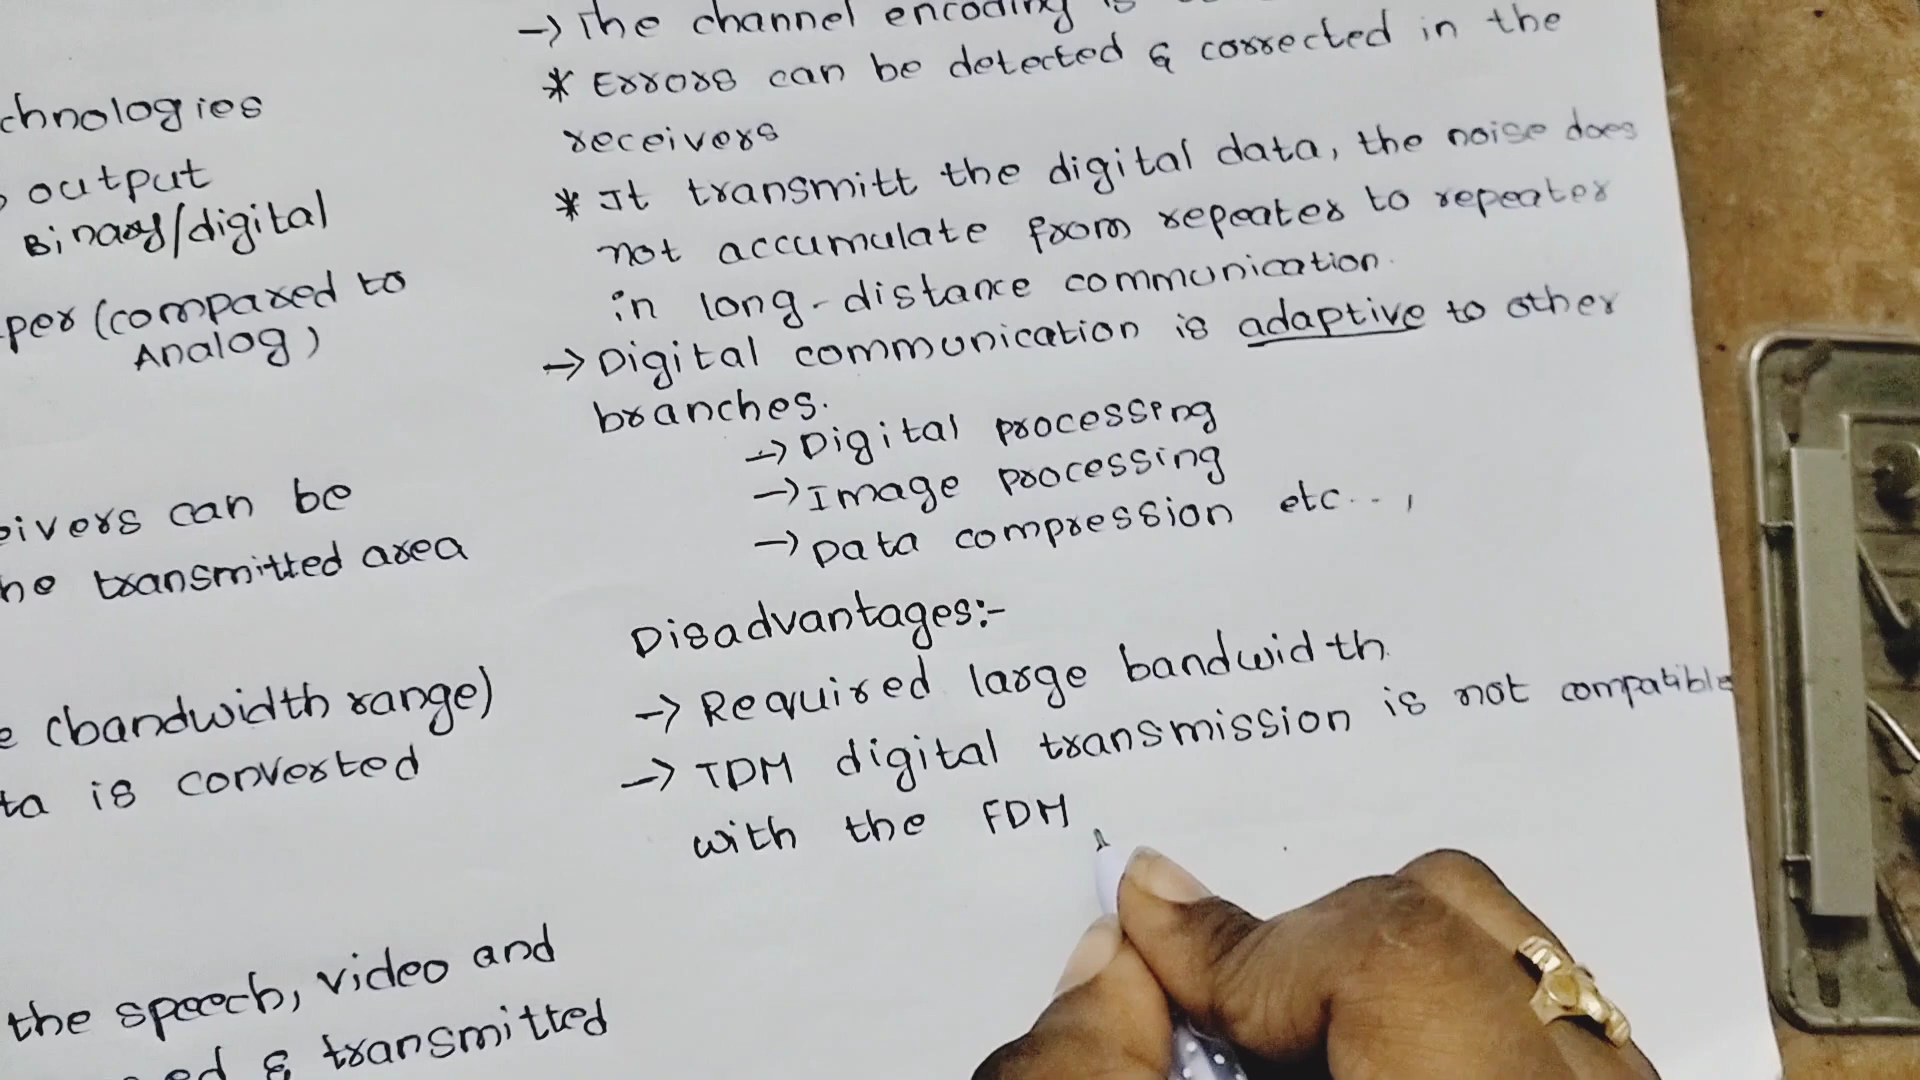 chnologies
output
Binary/digital
per (compared to
Analog)
eivers can be
he transmitted area
e (bandwidth range)
ta is converted
the speech, video and
ed & transmitted
→ The channel encoding is
* Errors can be detected & corrected in the
receivers
* It transmitt the digital data, the noise does
not accumulate from repeater to repeater
in long-distance communication.
→ Digital communication is adaptive to other
branches.
→ Digital processing
→ Image processing
→ Data compression etc..,
Disadvantages:-
→ Required large bandwidth.
→ TDM digital transmission is not compatible
with the FDM